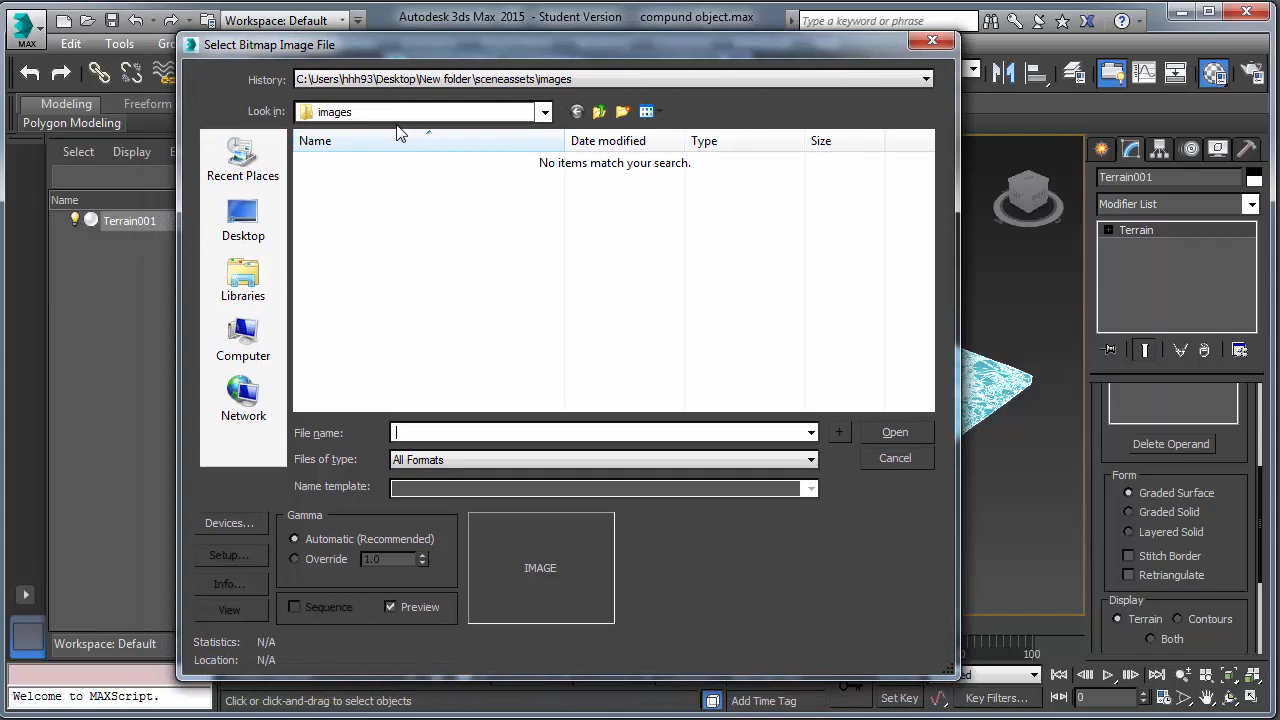 Workspace: Default
Autodesk 3ds Max 2015 - Student Version compund object.max
Type a keyword or phrase
MAX
Edit Tools
Select Bitmap Image File
History: C:\Users\hhh93\Desktop\New folder\sceneassets\images
Modeling Freeform
Look in: images
Polygon Modeling
Name Date modified Type Size
Select Display
No items match your search.
Recent Places
Terrain001
Name
Modifier List
Terrain001
Desktop
Terrain
Libraries
Computer
Network
File name: Open
Delete Operand
Files of type: All Formats Cancel
Form
Name template:
Graded Surface
Devices... Gamma
Layered Solid
Automatic (Recommended)
Layered Solid
Setup... Override 1.0
Stitch Border
IMAGE
Retriangulate
Info...
Display
View Sequence Preview
Terrain Contours
Both
Workspace: Default
Statistics: N/A
100
Location: N/A
Welcome to MAXScript.
Click or click-and-drag to select objects
Add Time Tag
Set Key
Key Filters...
0